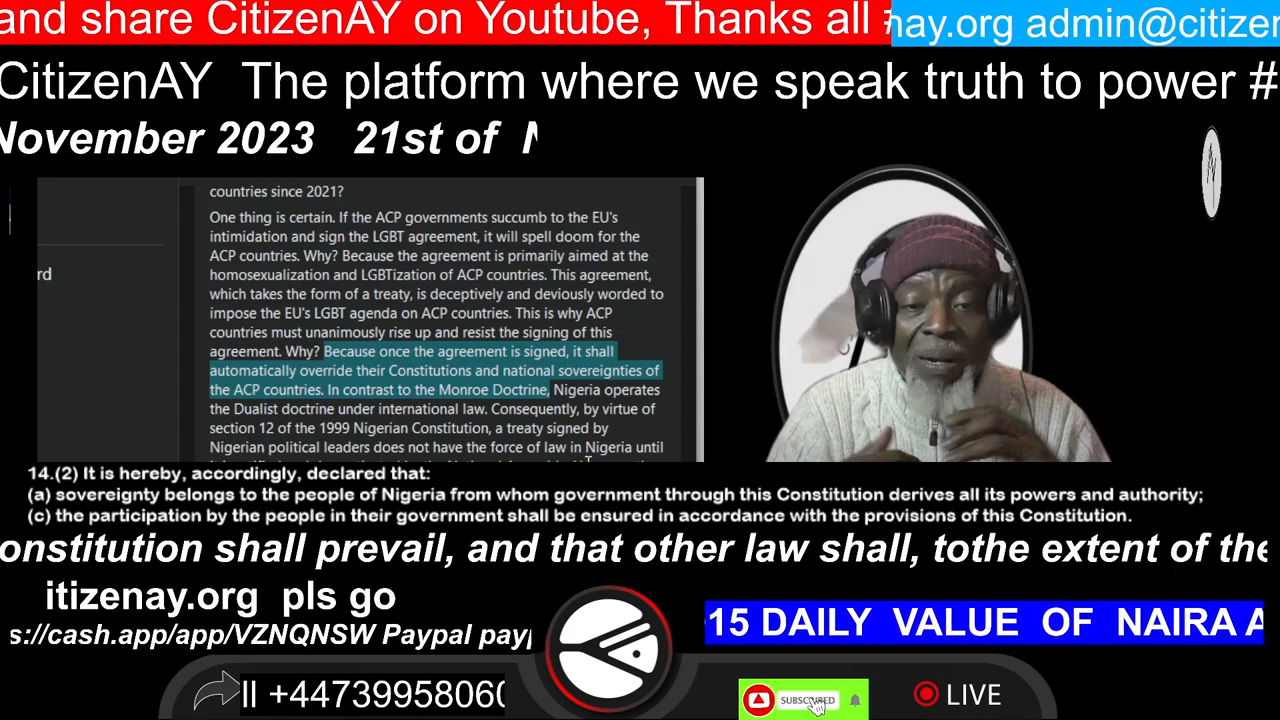 and share CitizenAY on Youtube, Thanks all #
nay.org admin@citizen
CitizenAY The platform where we speak truth to power #
November 2023 21st of N
countries since 2021?
One thing is certain. If the ACP governments succumb to the EU's
intimidation and sign the LGBT agreement, it will spell doom for the
ACP countries. Why? Because the agreement is primarily aimed at the
homosexualization and LGBTization of ACP countries. This agreement,
which takes the form of a treaty, is deceptively and deviously worded to
impose the EU's LGBT agenda on ACP countries. This is why ACP
countries must unanimously rise up and resist the signing of this
agreement. Why? Because once the agreement is signed, it shall
automatically override their Constitutions and national sovereignties of
the ACP countries. In contrast to the Monroe Doctrine, Nigeria operates
the Dualist doctrine under international law. Consequently, by virtue of
section 12 of the 1999 Nigerian Constitution, a treaty signed by
Nigerian political leaders does not have the force of law in Nigeria until
rd
14.(2) It is hereby, accordingly, declared that:
(a) sovereignty belongs to the people of Nigeria from whom government through this Constitution derives all its powers and authority;
(c) the participation by the people in their government shall be ensured in accordance with the provisions of this Constitution.
onstitution shall prevail, and that other law shall, tothe extent of the
itizenay.org pls go
s://cash.app/app/VZNQNSW Paypal payp
15 DAILY VALUE OF NAIRA A
ll +44739958060
SUBSCRIBED
LIVE